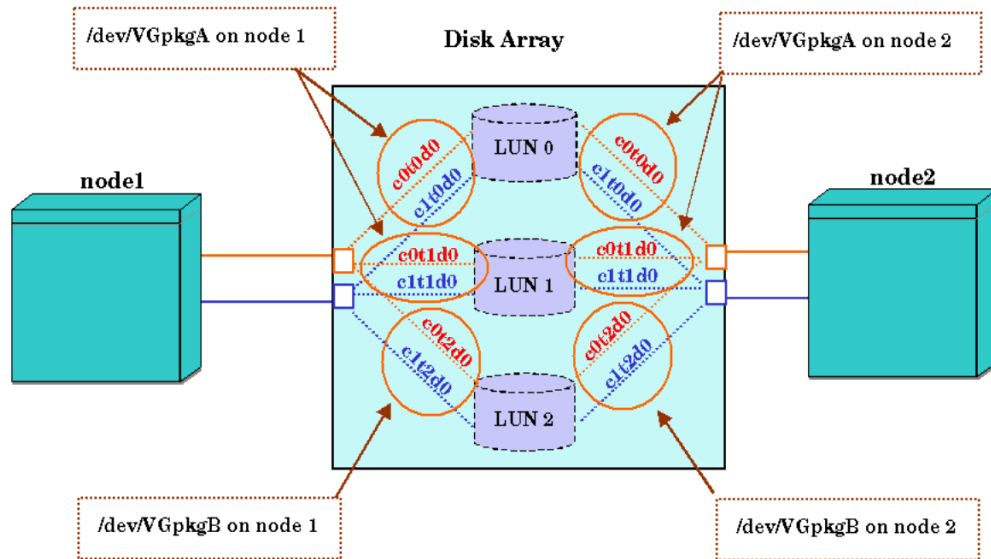 /dev/VGpkgA on node 1
Disk Array
/dev/VGpkgA on node 2
node1
node2
LUN 0
c0t0d0
c1t0d0
c0t0d0
c1t0d0
c0t1d0
c1t1d0
LUN 1
c0t1d0
c1t1d0
c0t2d0
c1t2d0
LUN 2
c0t2d0
c1t2d0
/dev/VGpkgB on node 1
/dev/VGpkgB on node 2